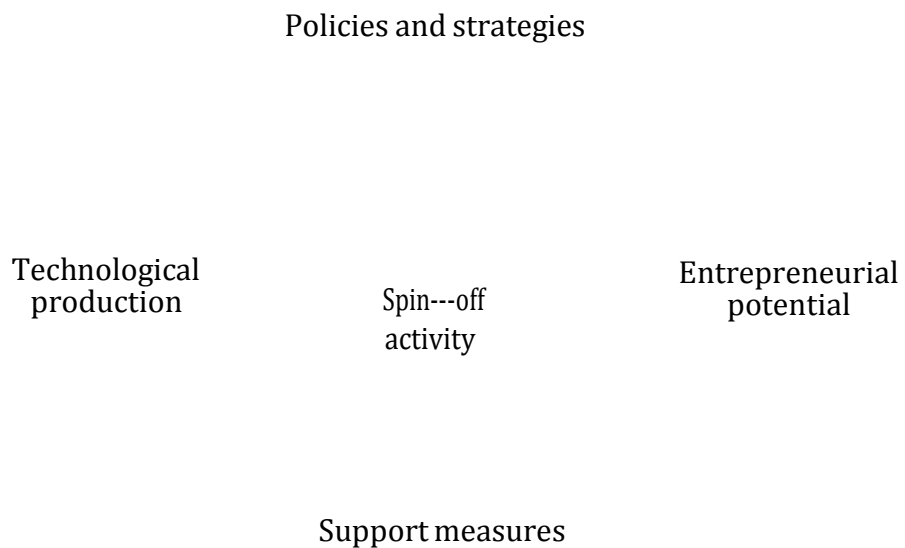 Policies and strategies
Technological
production
Entrepreneurial
potential
Spin---off
activity
Support measures